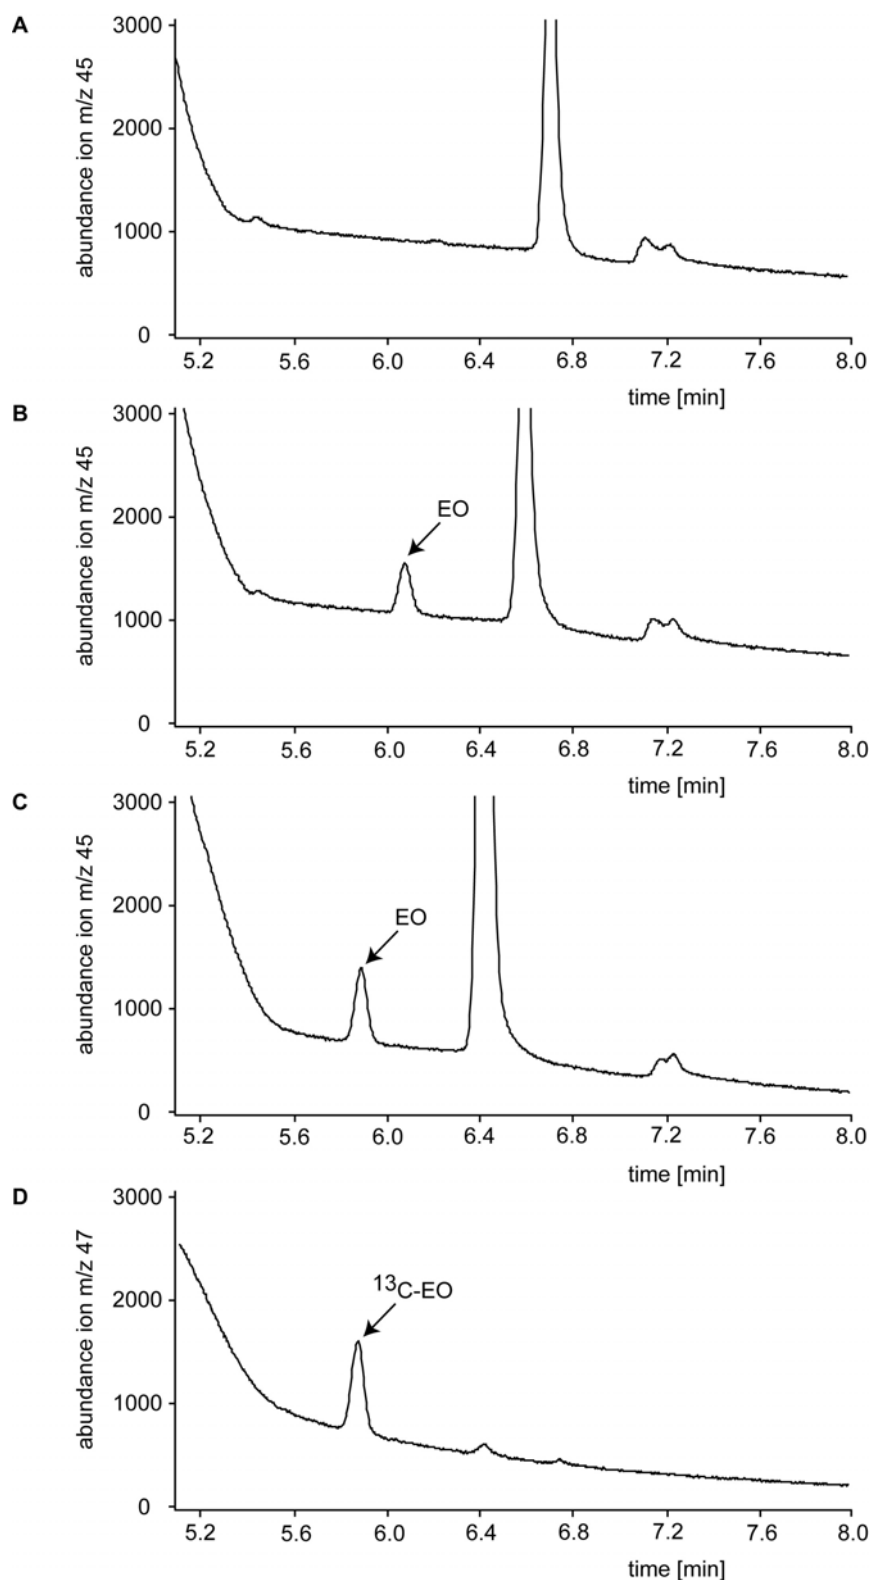 A
abundance ion m/z 45
3000
2000
1000
0
5.2 5.6 6.0 6.4 6.8 7.2 7.6 8.0
time [min]
B
abundance ion m/z 45
3000
2000
1000
0
EO
5.2 5.6 6.0 6.4 6.8 7.2 7.6 8.0
time [min]
C
abundance ion m/z 45
3000
2000
1000
0
EO
5.2 5.6 6.0 6.4 6.8 7.2 7.6 8.0
time [min]
D
abundance ion m/z 47
3000
2000
1000
0
¹³C-EO
5.2 5.6 6.0 6.4 6.8 7.2 7.6 8.0
time [min]